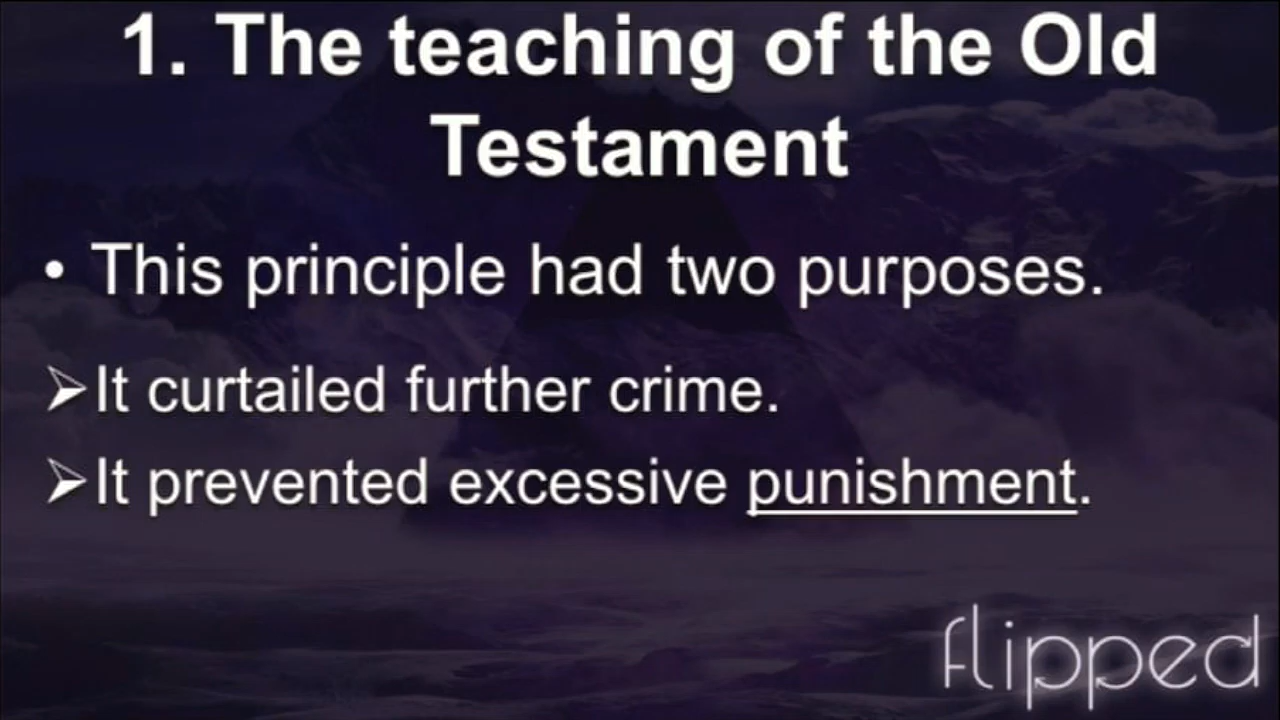 1. The teaching of the Old
Testament
• This principle had two purposes.
➢It curtailed further crime.
➢It prevented excessive punishment.
flipped